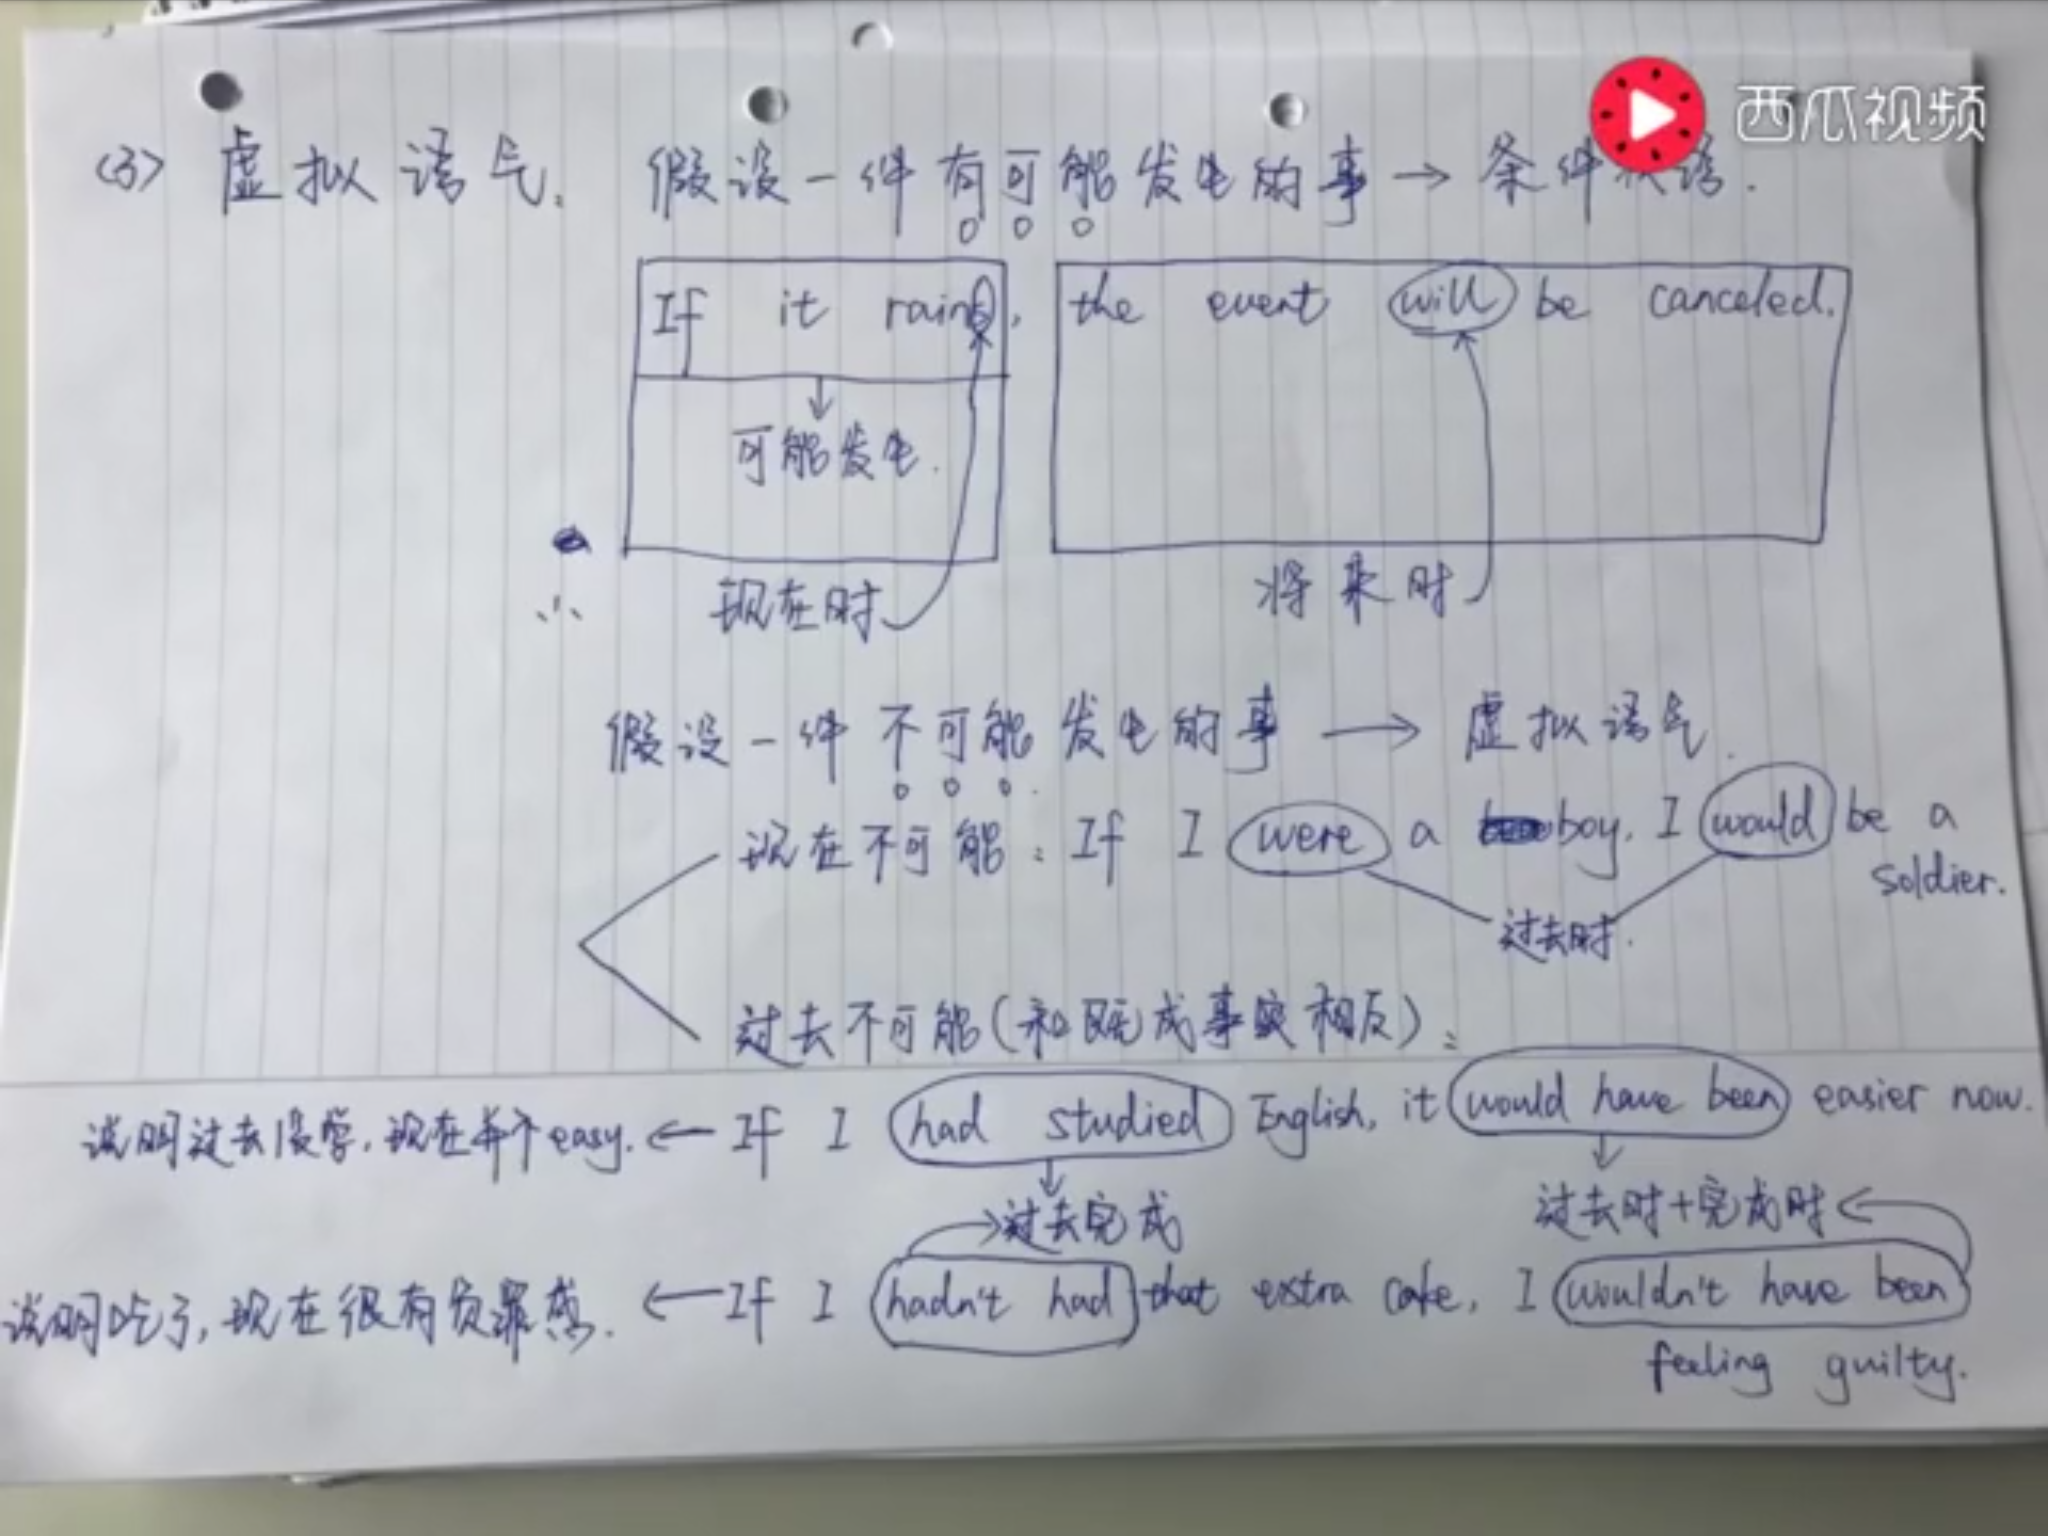 西瓜视频
(3) 虚拟语气: 假设一件有可能发生的事 → 条件状语.
If it rains, the event will be canceled.
可能发生.
现在时 将来时
假设一件不可能发生的事 → 虚拟语气.
现在不可能: If I were a boy, I would be a
soldier.
过去时.
过去不可能(和既成事实相反):
说明过去没学,现在并不easy. ← If I had studied English, it would have been easier now.
过去完成 过去时+完成时
说明吃了,现在很有负罪感. ← If I hadn't had that extra cake, I wouldn't have been
feeling guilty.